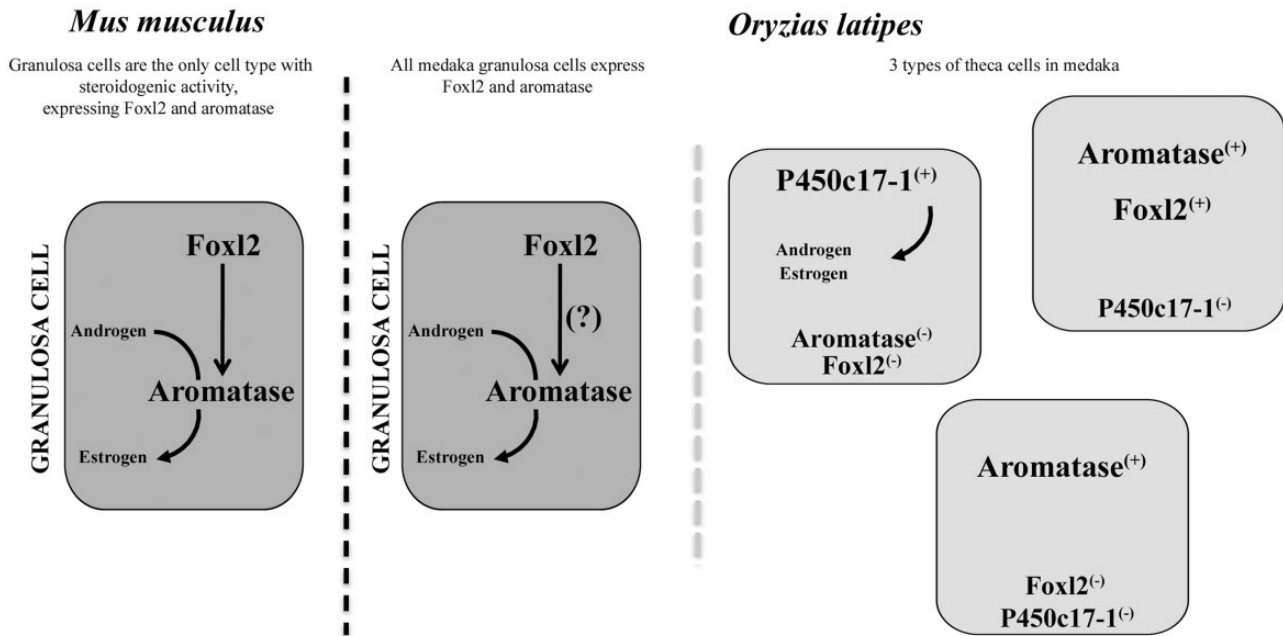 Mus musculus
Granulosa cells are the only cell type with
steroidogenic activity,
expressing Foxl2 and aromatase
GRANULOSA CELL
Foxl2
Androgen
Aromatase
Estrogen
Oryzias latipes
All medaka granulosa cells express
Foxl2 and aromatase
GRANULOSA CELL
Foxl2
(?)
Androgen
Aromatase
Estrogen
3 types of theca cells in medaka
P450c17-1(+)
Androgen
Estrogen
Aromatase(-)
Foxl2(-)
Aromatase(+)
Foxl2(+)
P450c17-1(-)
Aromatase(+)
Foxl2(-)
P450c17-1(-)